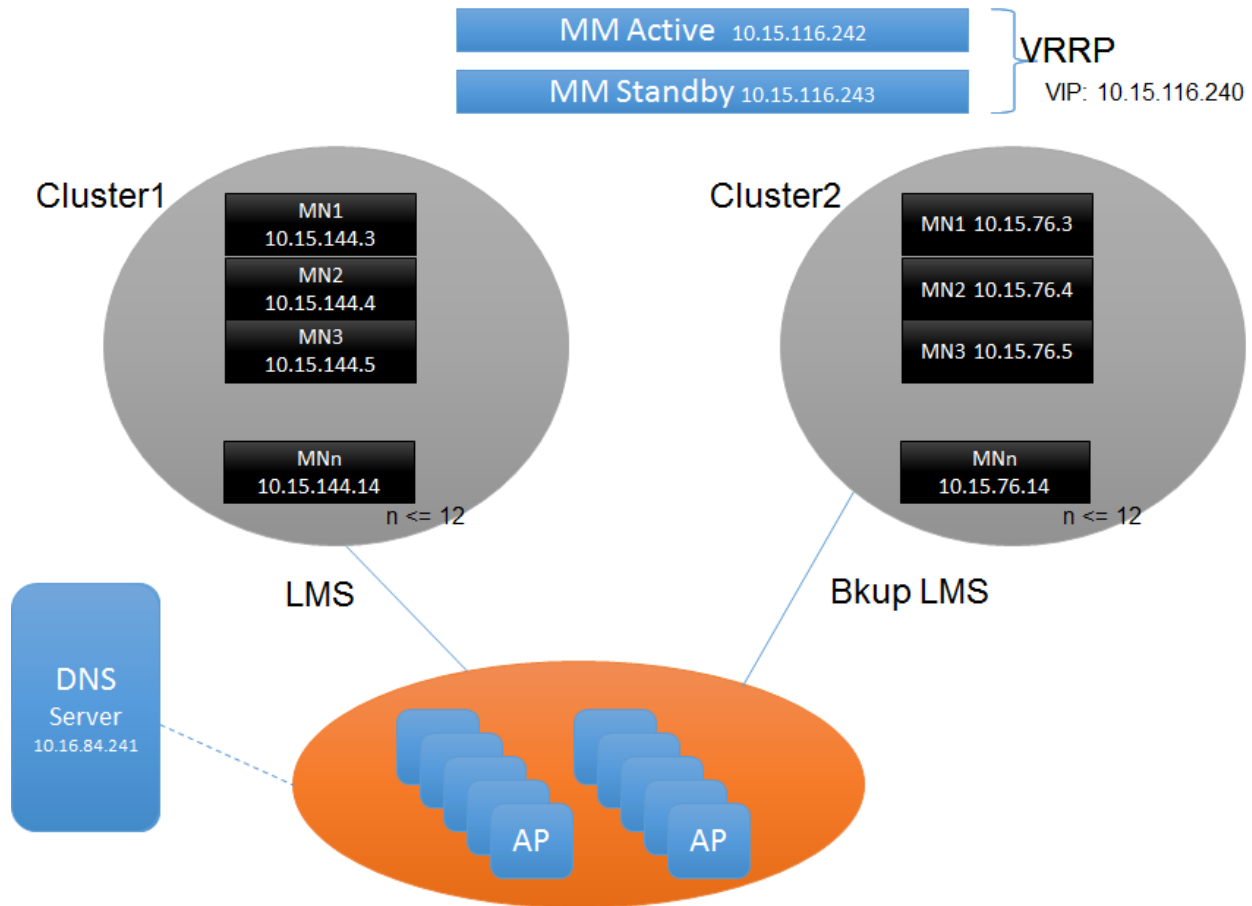 MM Active 10.15.116.242
MM Standby 10.15.116.243
VRRP
VIP: 10.15.116.240
Cluster1
MN1
10.15.144.3
MN2
10.15.144.4
MN3
10.15.144.5
MNn
10.15.144.14
n <= 12
Cluster2
MN1 10.15.76.3
MN2 10.15.76.4
MN3 10.15.76.5
MNn
10.15.76.14
n <= 12
LMS
Bkup LMS
DNS
Server
10.16.84.241
AP
AP